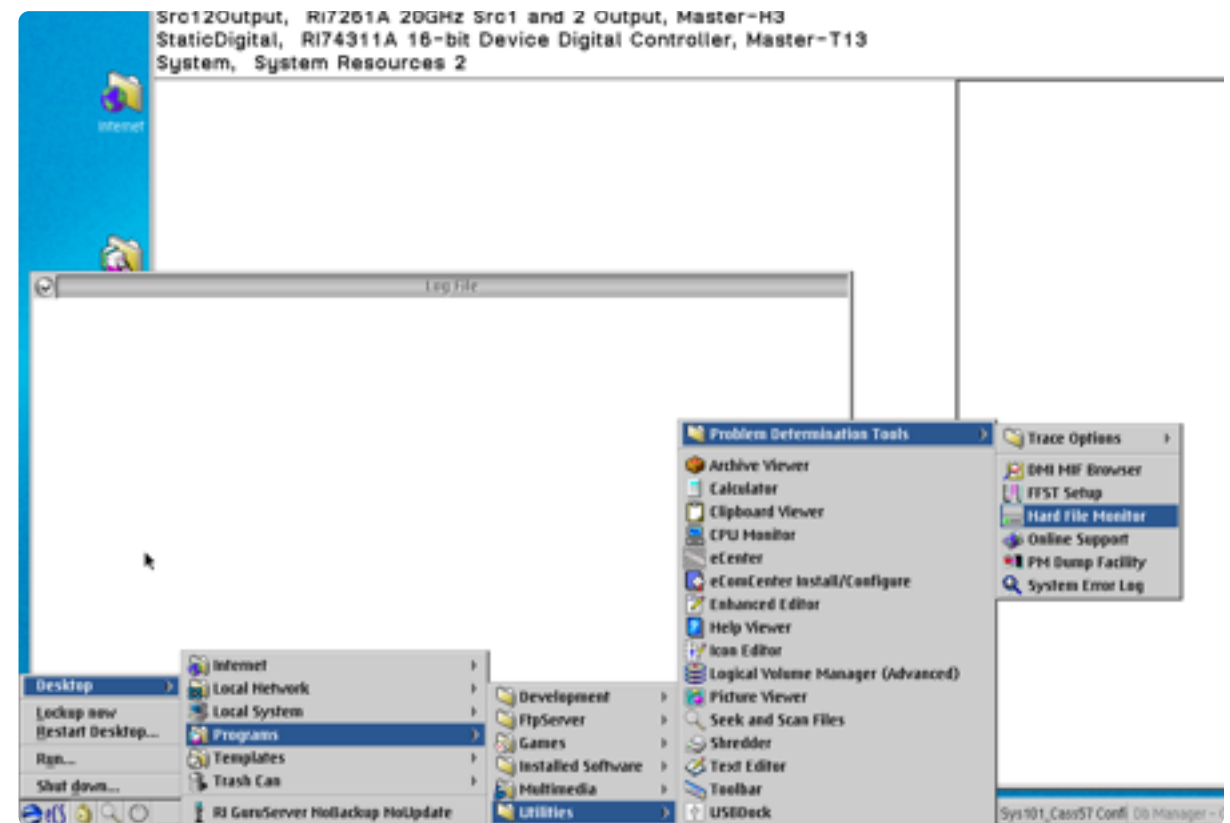 Src12Output, RI7261A 20GHz Src1 and 2 Output, Master-H3
StaticDigital, RI74311A 16-bit Device Digital Controller, Master-T13
System, System Resources 2
Internet
Log File
Problem Determination Tools
Archive Viewer
Calculator
Clipboard Viewer
CPU Monitor
eCenter
eComCenter Install/Configure
Enhanced Editor
Help Viewer
Icon Editor
Logical Volume Manager (Advanced)
Picture Viewer
Seek and Scan Files
Shredder
Text Editor
Toolbar
USBDock
Trace Options
DMI MIF Browser
FFST Setup
Hard File Monitor
Online Support
PM Dump Facility
System Error Log
Internet
Local Network
Local System
Programs
Templates
Trash Can
RI GuruServer NoBackup NoUpdate
Development
FtpServer
Games
Installed Software
Multimedia
Utilities
Desktop
Lockup now
Restart Desktop...
Run...
Shut down...
eCS
Sys101_Cass57 Confi Db Manager -